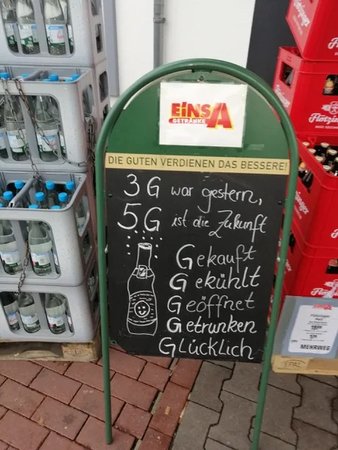 EiNS A
GETRÄNKE
DIE GUTEN VERDIENEN DAS BESSERE!
3 G war gestern,
5 G ist die Zukunft
Gekauft
Gekühlt
Geöffnet
Getrunken
Glücklich
MEHRWEG